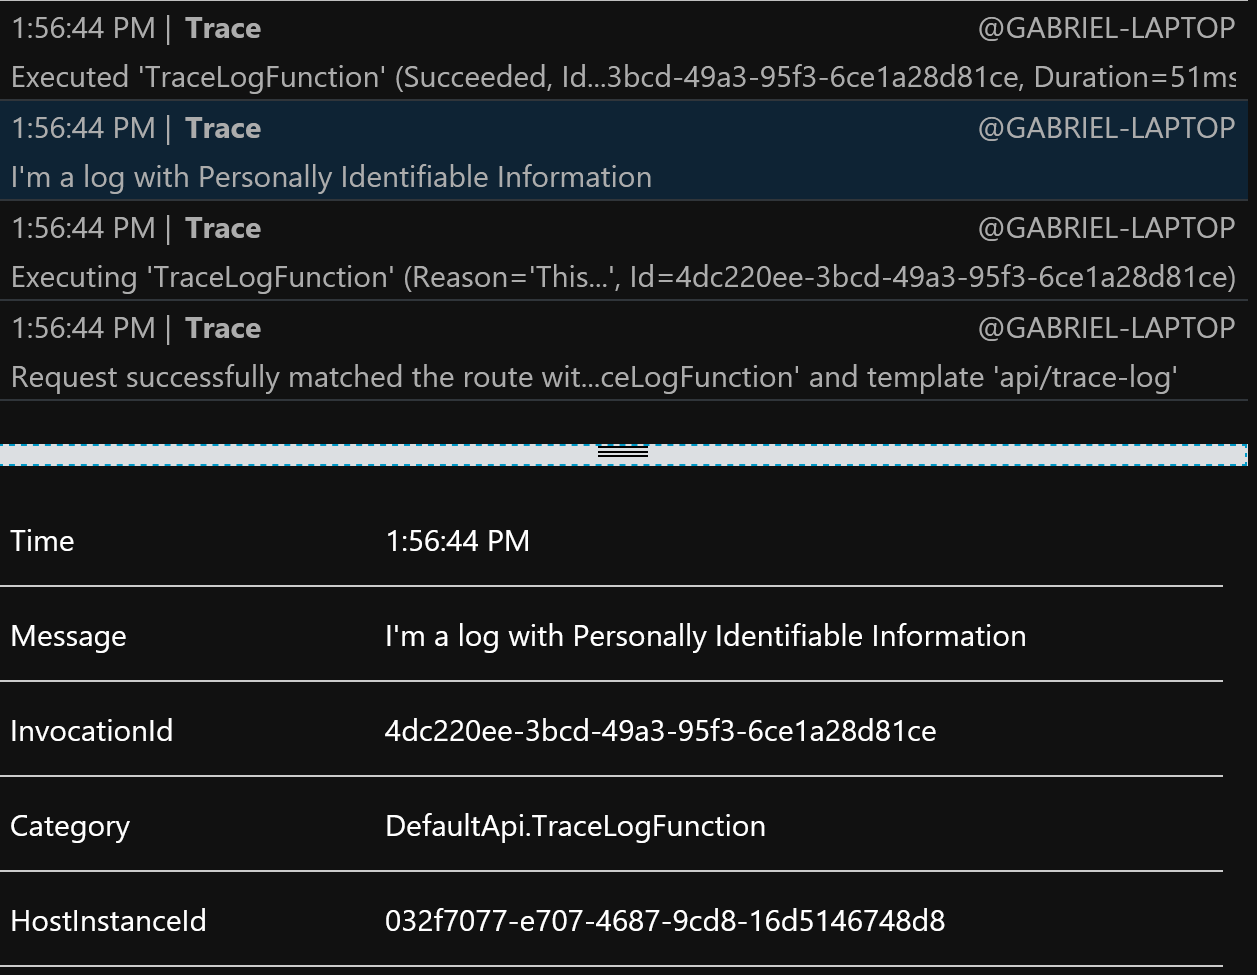 1:56:44 PM | Trace @GABRIEL-LAPTOP
Executed 'TraceLogFunction' (Succeeded, Id...3bcd-49a3-95f3-6ce1a28d81ce, Duration=51ms
1:56:44 PM | Trace @GABRIEL-LAPTOP
I'm a log with Personally Identifiable Information
1:56:44 PM | Trace @GABRIEL-LAPTOP
Executing 'TraceLogFunction' (Reason='This...', Id=4dc220ee-3bcd-49a3-95f3-6ce1a28d81ce)
1:56:44 PM | Trace @GABRIEL-LAPTOP
Request successfully matched the route wit...ceLogFunction' and template 'api/trace-log'
Time 1:56:44 PM
Message I'm a log with Personally Identifiable Information
InvocationId 4dc220ee-3bcd-49a3-95f3-6ce1a28d81ce
Category DefaultApi.TraceLogFunction
HostInstanceId 032f7077-e707-4687-9cd8-16d5146748d8